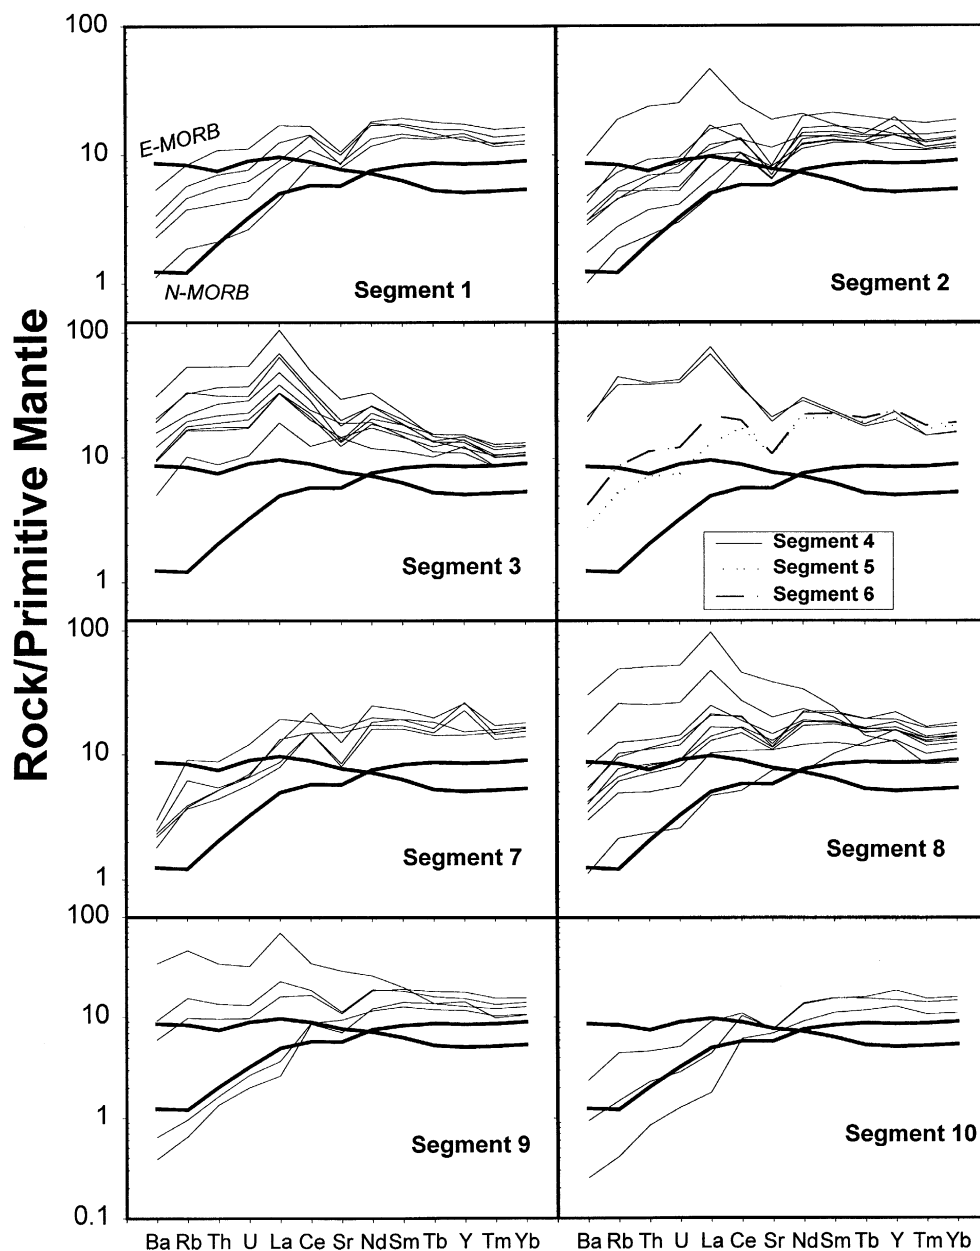 Rock/Primitive Mantle
100
10
1
E-MORB
N-MORB
Segment 1
Segment 2
100
10
1
Segment 3
Segment 4
Segment 5
Segment 6
100
10
1
Segment 7
Segment 8
100
10
1
0.1
Segment 9
Segment 10
Ba Rb Th U La Ce Sr Nd Sm Tb Y Tm Yb
Ba Rb Th U La Ce Sr Nd Sm Tb Y Tm Yb